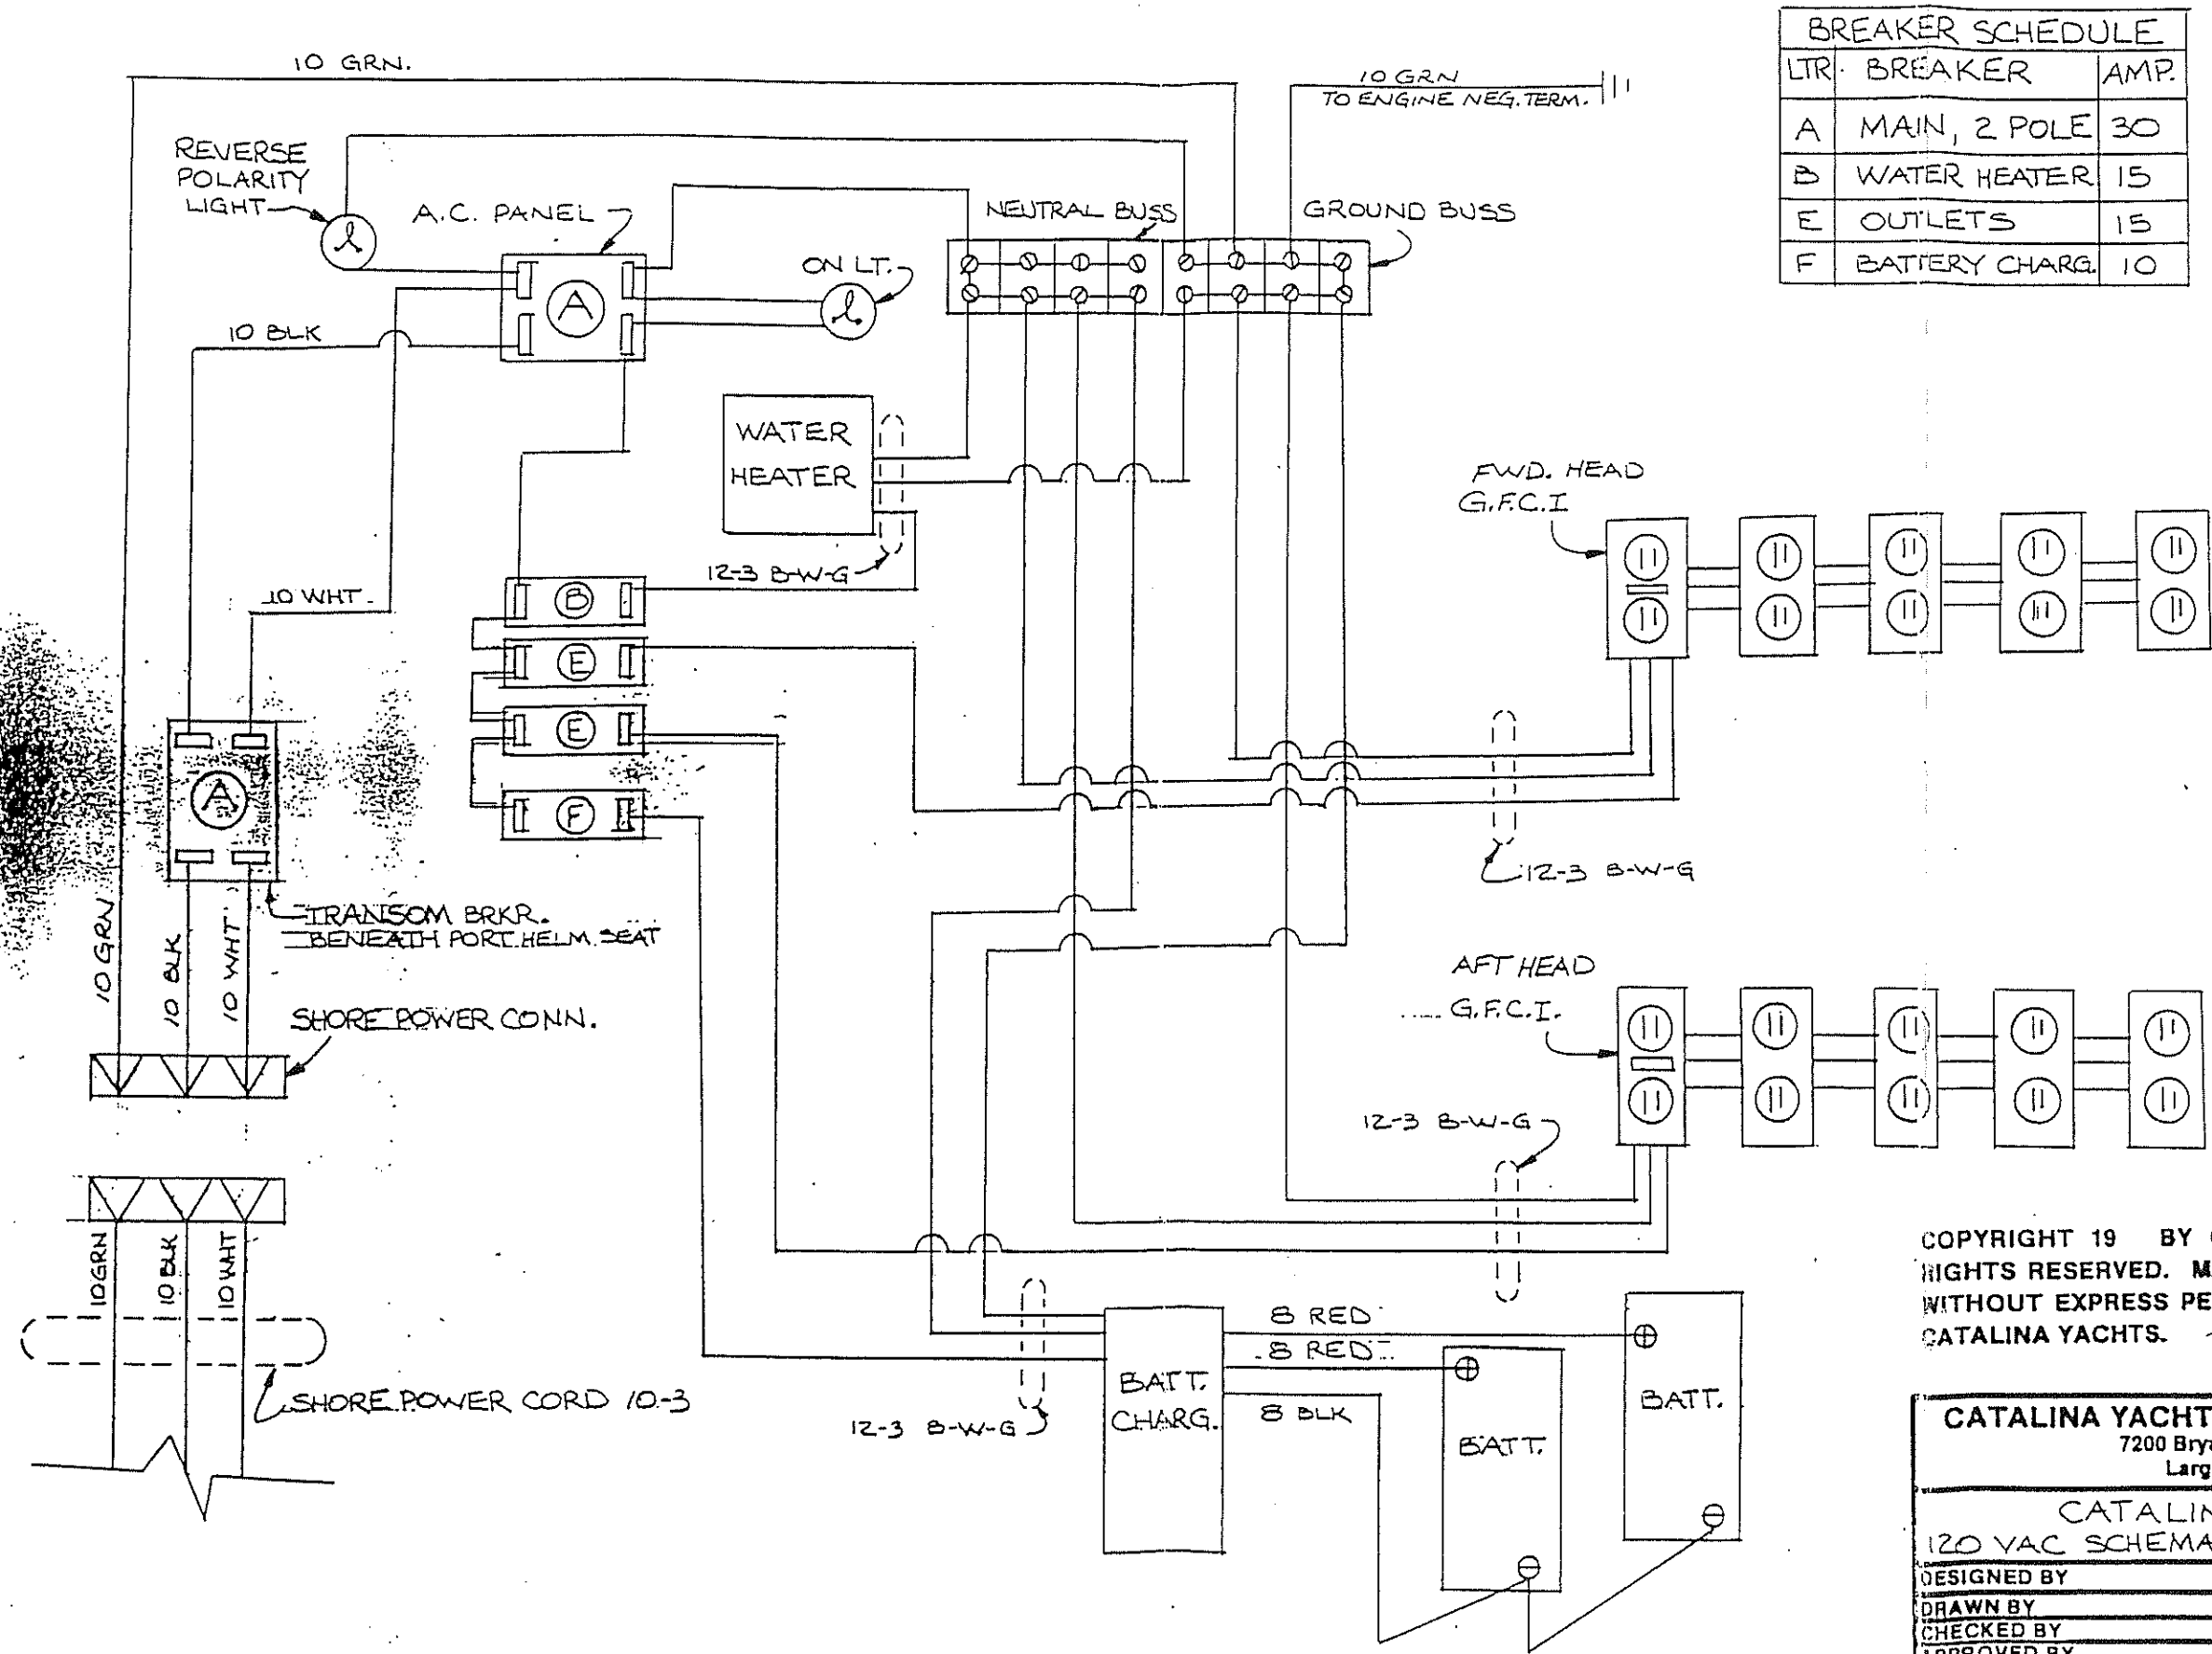 BREAKER SCHEDULE
LTR. BREAKER AMP.
A MAIN, 2 POLE 30
B WATER HEATER 15
E OUTLETS 15
F BATTERY CHARG. 10
10 GRN.
10 GRN
TO ENGINE NEG. TERM.
REVERSE
POLARITY
LIGHT
A.C. PANEL
NEUTRAL BUSS
GROUND BUSS
A
ON LT.
10 BLK
WATER
HEATER
FWD. HEAD
G.F.C.I
12-3 B-W-G
10 WHT
B
E
E
F
A
12-3 B-W-G
TRANSOM BRKR.
BENEATH PORT HELM. SEAT
10 GRN
10 BLK
10 WHT
AFT HEAD
G.F.C.I.
SHORE POWER CONN.
12-3 B-W-G
10 GRN
10 BLK
10 WHT
SHORE POWER CORD 10-3
12-3 B-W-G
BATT.
CHARG.
8 RED
8 RED
8 BLK
BATT.
BATT.
COPYRIGHT 19 BY
RIGHTS RESERVED.
WITHOUT EXPRESS
CATALINA YACHTS.
CATALINA YACHT
7200
120 VAC
DESIGNED BY
DRAWN BY
CHECKED BY
APPROVED BY